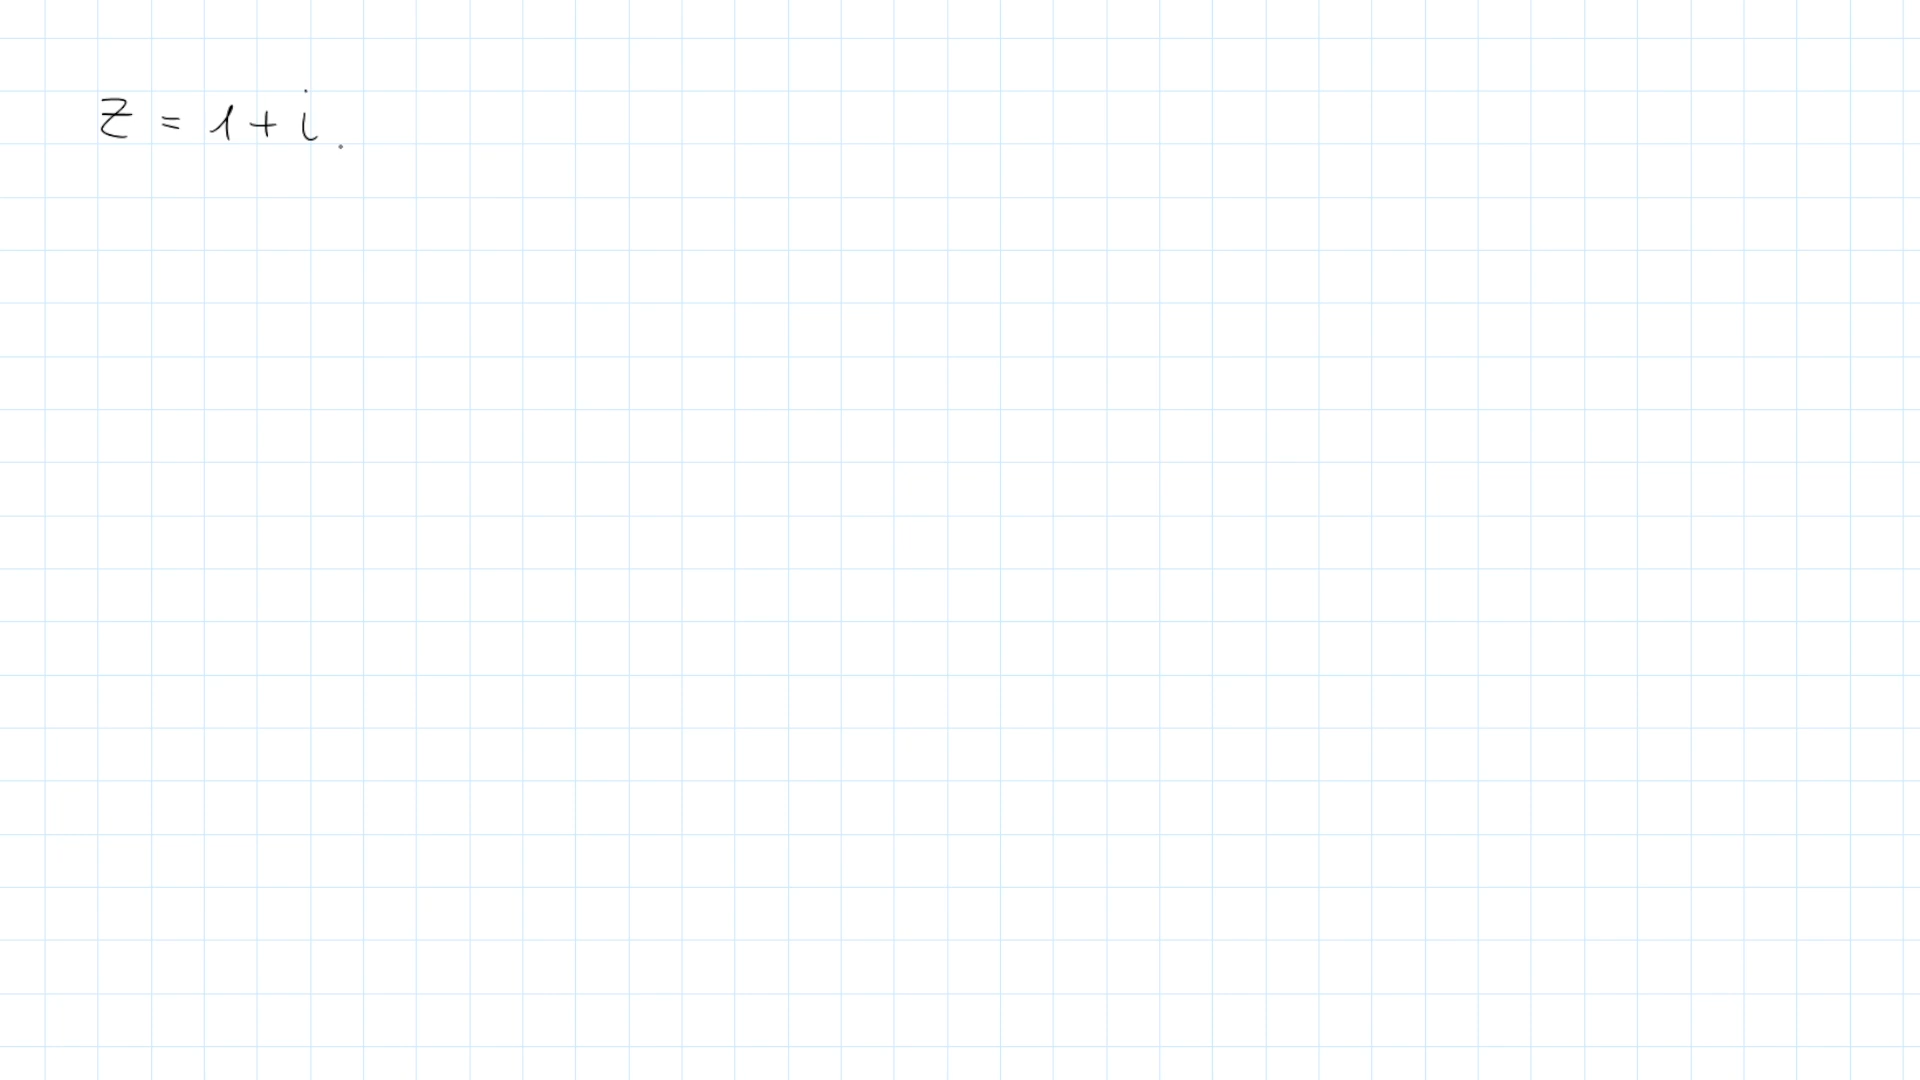 z = 1 + i